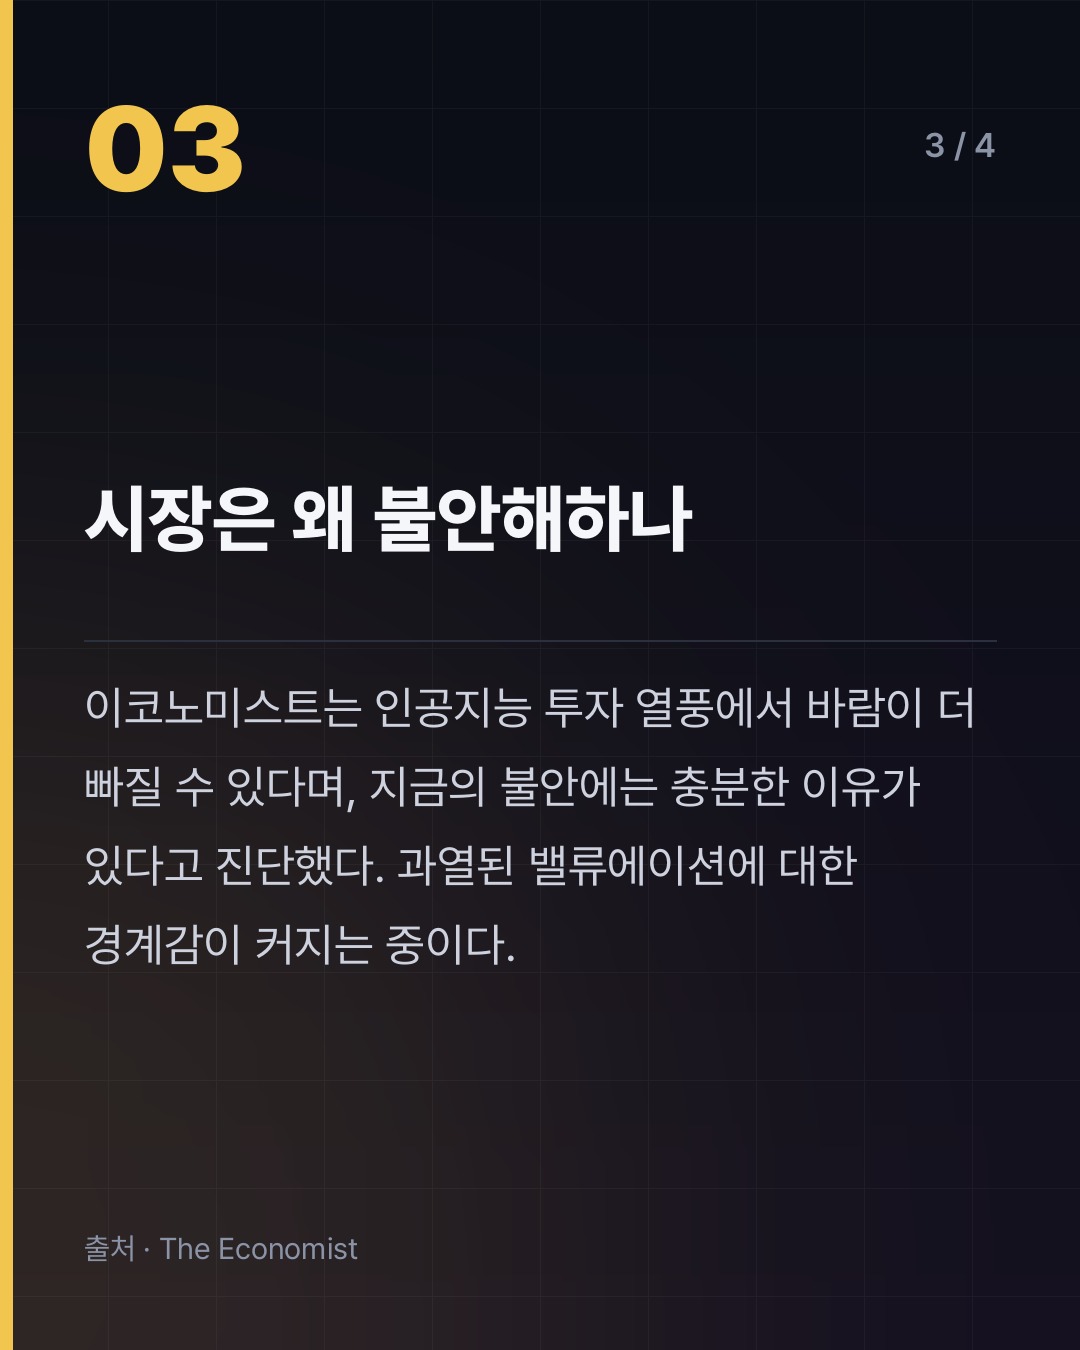 03
3 / 4
시장은 왜 불안해하나
이코노미스트는 인공지능 투자 열풍에서 바람이 더
빠질 수 있다며, 지금의 불안에는 충분한 이유가
있다고 진단했다. 과열된 밸류에이션에 대한
경계감이 커지는 중이다.
출처 · The Economist